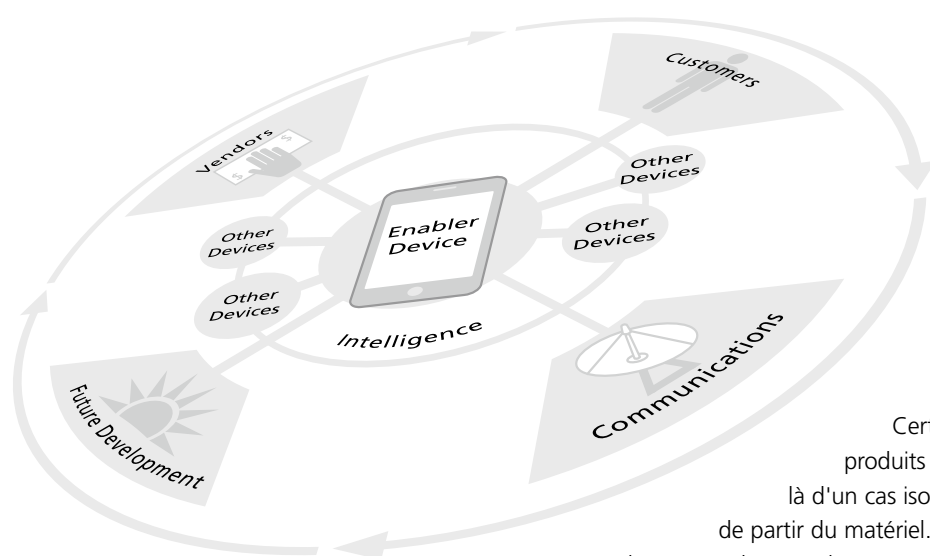 Customers
Vendors
$
$
Other
Devices
Other
Devices
Enabler
Device
Other
Devices
Other
Devices
Intelligence
Communications
Future Development
Cert
produits
là d'un cas iso
de partir du matériel.